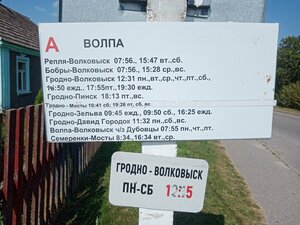 А ВОЛПА
Репля-Волковыск 07:56, 15:47 вт.,сб.
Бобры-Волковыск 07:56, 15:28 ср.,вс.
Гродно-Волковыск 12:31 пн.,вт.,ср,чт.,пт.,сб.,
16:50 ежд., 17:55пт.,19:30 ежд.
Гродно-Пинск 18:13 пн.,вс.
Гродно - Мосты 10:41 сб; 19:26 пт, сб, вс
Гродно-Зельва 09:45 ежд., 09:50 сб., 16:25 ежд.
Гродно-Давид Городок 11:32 пн.,сб.,вс.
Волпа-Волковыск ч/з Дубовцы 07:55 пн.,чт.,пт.
Семеренки-Мосты 8:34, 16:34 вт.,ср.
ГРОДНО - ВОЛКОВЫСК
ПН-СБ